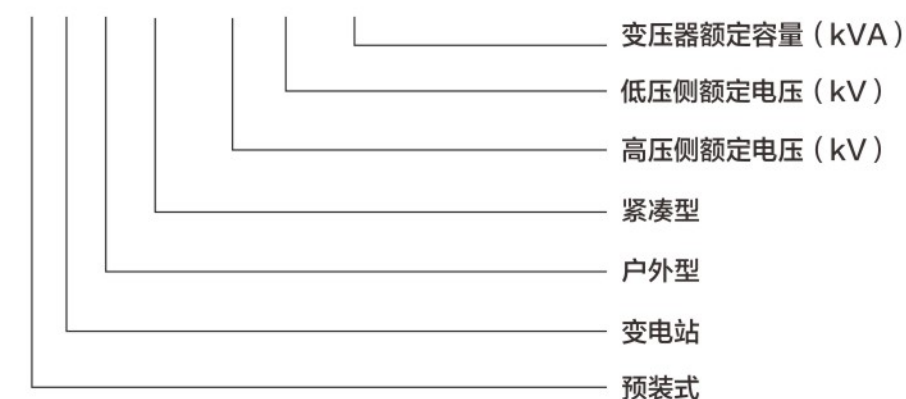 变压器额定容量（kVA）
低压侧额定电压（kV）
高压侧额定电压（kV）
紧凑型
户外型
变电站
预装式